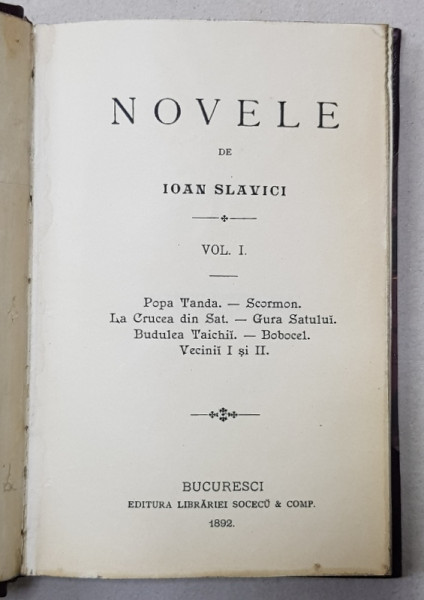 NOVELE
DE
IOAN SLAVICI
VOL. I.
Popa Tanda. — Scormon.
La Crucea din Sat. — Gura Satuluĭ.
Budulea Taichiĭ. — Bobocel.
Veciniĭ I și II.
BUCURESCI
EDITURA LIBRĂRIEI SOCECŬ & COMP.
1892.